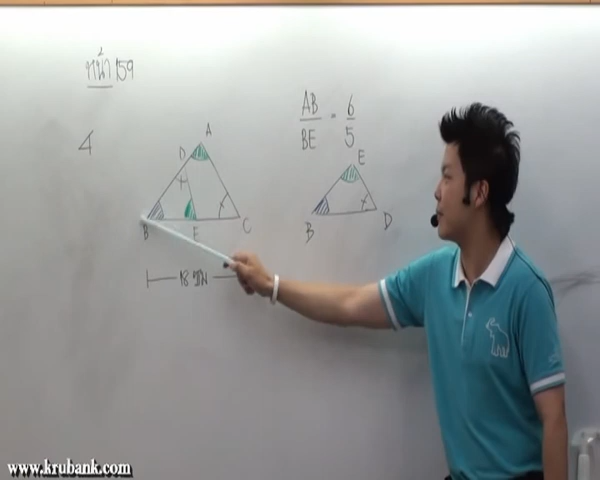 หน้า 159
4
AB = 6
BE 5
A
D
B E C
18 ซม
E
B D
www.krubank.com